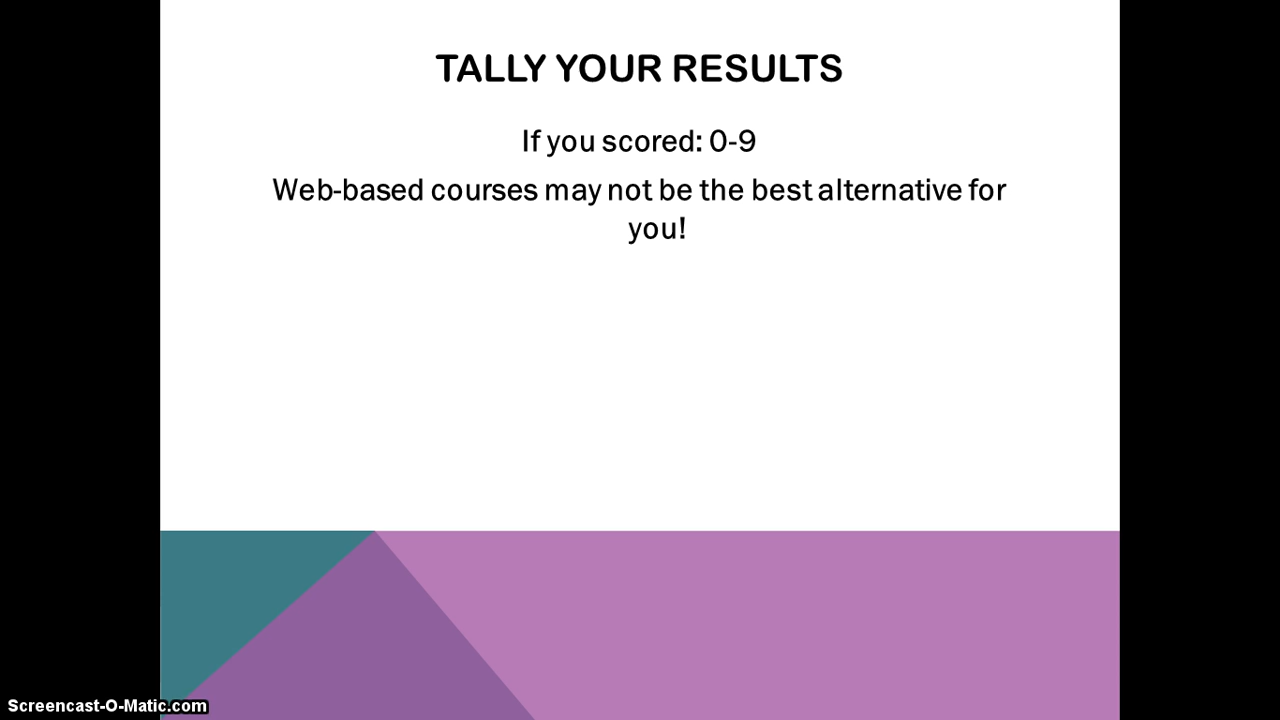 TALLY YOUR RESULTS
If you scored: 0-9
Web-based courses may not be the best alternative for
you!
Screencast-O-Matic.com